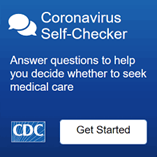 Coronavirus
Self-Checker
Answer questions to help
you decide whether to seek
medical care
CDC
Get Started